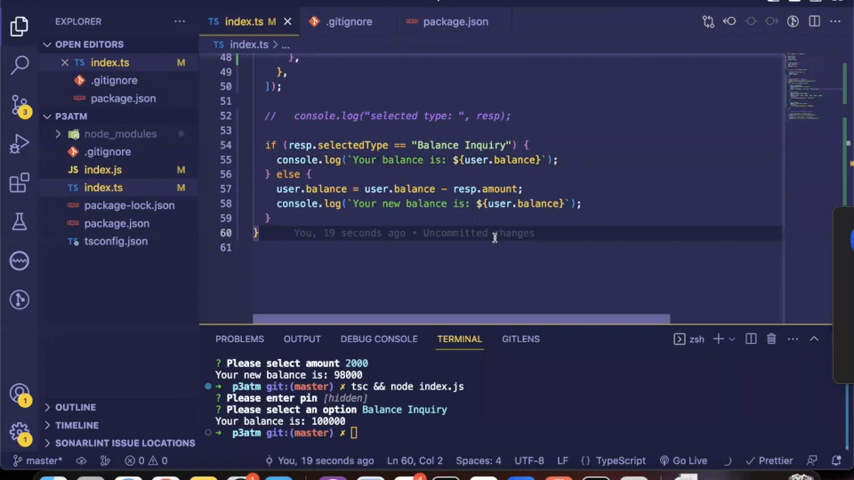 EXPLORER ···
TS index.ts M ×
.gitignore
package.json
OPEN EDITORS
× TS index.ts M
.gitignore
package.json
P3ATM
node_modules
.gitignore
JS index.js M
TS index.ts M
package-lock.json
package.json
tsconfig.json
OUTLINE
TIMELINE
SONARLINT ISSUE LOCATIONS
TS index.ts > ...
48 },
49 },
50 ]);
51
52 // console.log("selected type: ", resp);
53
54 if (resp.selectedType == "Balance Inquiry") {
55 console.log(`Your balance is: ${user.balance}`);
56 } else {
57 user.balance = user.balance - resp.amount;
58 console.log(`Your new balance is: ${user.balance}`);
59 }
60 } You, 19 seconds ago • Uncommitted changes
61
PROBLEMS OUTPUT DEBUG CONSOLE TERMINAL GITLENS zsh
? Please select amount 2000
Your new balance is: 98000
➜ p3atm git:(master) ✗ tsc && node index.js
? Please enter pin [hidden]
? Please select an option Balance Inquiry
Your balance is: 100000
➜ p3atm git:(master) ✗
3
1
1
master* 0 0 You, 19 seconds ago Ln 60, Col 2 Spaces: 4 UTF-8 LF {} TypeScript Go Live Prettier